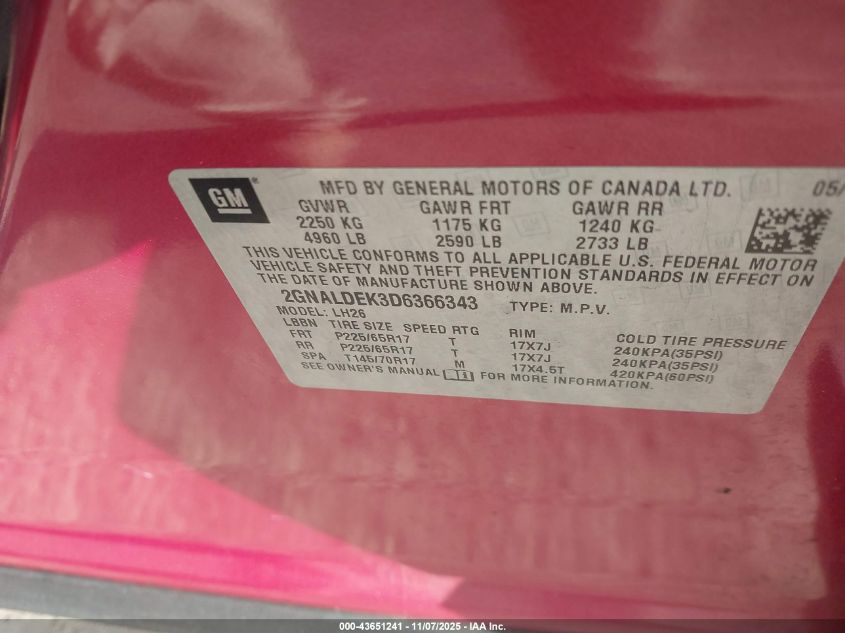 GM
MFD BY GENERAL MOTORS OF CANADA LTD. 05/
GVWR GAWR FRT GAWR RR
2250 KG 1175 KG 1240 KG
4960 LB 2590 LB 2733 LB
THIS VEHICLE CONFORMS TO ALL APPLICABLE U.S. FEDERAL MOTOR
VEHICLE SAFETY AND THEFT PREVENTION STANDARDS IN EFFECT ON
THE DATE OF MANUFACTURE SHOWN ABOVE.
2GNALDEK3D6366343 TYPE: M.P.V.
MODEL: LH26
LBBN TIRE SIZE SPEED RTG RIM COLD TIRE PRESSURE
FRT P225/65R17 T 17X7J 240KPA(35PSI)
RR P225/65R17 T 17X7J 240KPA(35PSI)
SPA T145/70R17 M 17X4.5T 420KPA(60PSI)
SEE OWNER'S MANUAL FOR MORE INFORMATION.
000-43651241 - 11/07/2025 - IAA Inc.